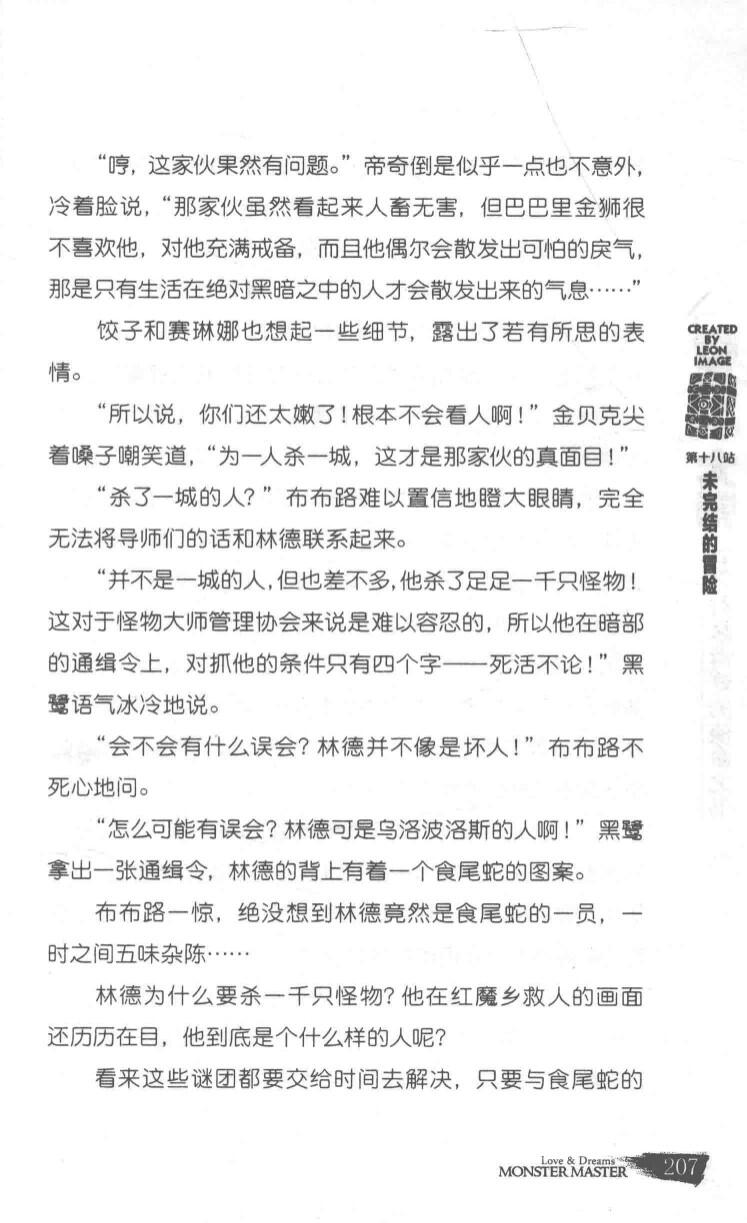 “哼，这家伙果然有问题。”帝奇倒是似乎一点也不意外，
冷着脸说，“那家伙虽然看起来人畜无害，但巴巴里金狮很
不喜欢他，对他充满戒备，而且他偶尔会散发出可怕的戾气，
那是只有生活在绝对黑暗之中的人才会散发出来的气息……”
饺子和赛琳娜也想起一些细节，露出了若有所思的表
情。
“所以说，你们还太嫩了！根本不会看人啊！”金贝克尖
着嗓子嘲笑道，“为一人杀一城，这才是那家伙的真面目！”
“杀了一城的人？”布布路难以置信地瞪大眼睛，完全
无法将导师们的话和林德联系起来。
“并不是一城的人，但也差不多，他杀了足足一千只怪物！
这对于怪物大师管理协会来说是难以容忍的，所以他在暗部
的通缉令上，对抓他的条件只有四个字——死活不论！”黑
鹭语气冰冷地说。
“会不会有什么误会？林德并不像是坏人！”布布路不
死心地问。
“怎么可能有误会？林德可是乌洛波洛斯的人啊！”黑鹭
拿出一张通缉令，林德的背上有着一个食尾蛇的图案。
布布路一惊，绝没想到林德竟然是食尾蛇的一员，一
时之间五味杂陈……
林德为什么要杀一千只怪物？他在红魔乡救人的画面
还历历在目，他到底是个什么样的人呢？
看来这些谜团都要交给时间去解决，只要与食尾蛇的
CREATED
BY
LEON
IMAGE
第十八站
未完结的冒险
Love & Dreams
MONSTER MASTER
207